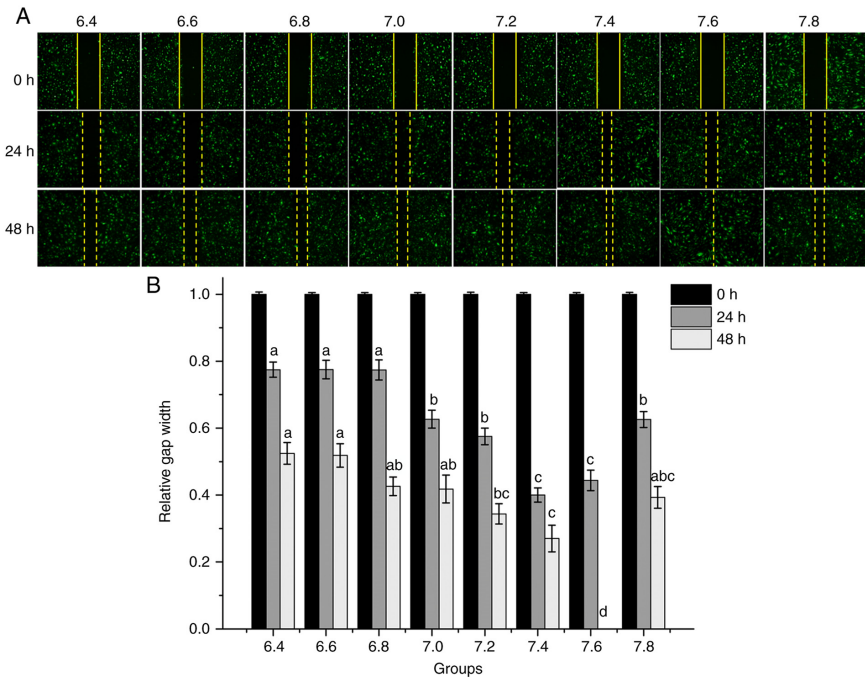 A
6.4 6.6 6.8 7.0 7.2 7.4 7.6 7.8
0 h
24 h
48 h
B
1.0
0.8
0.6
0.4
0.2
0.0
Relative gap width
0 h
24 h
48 h
a a a
b b c c b
a a ab ab bc c d abc
6.4 6.6 6.8 7.0 7.2 7.4 7.6 7.8
Groups